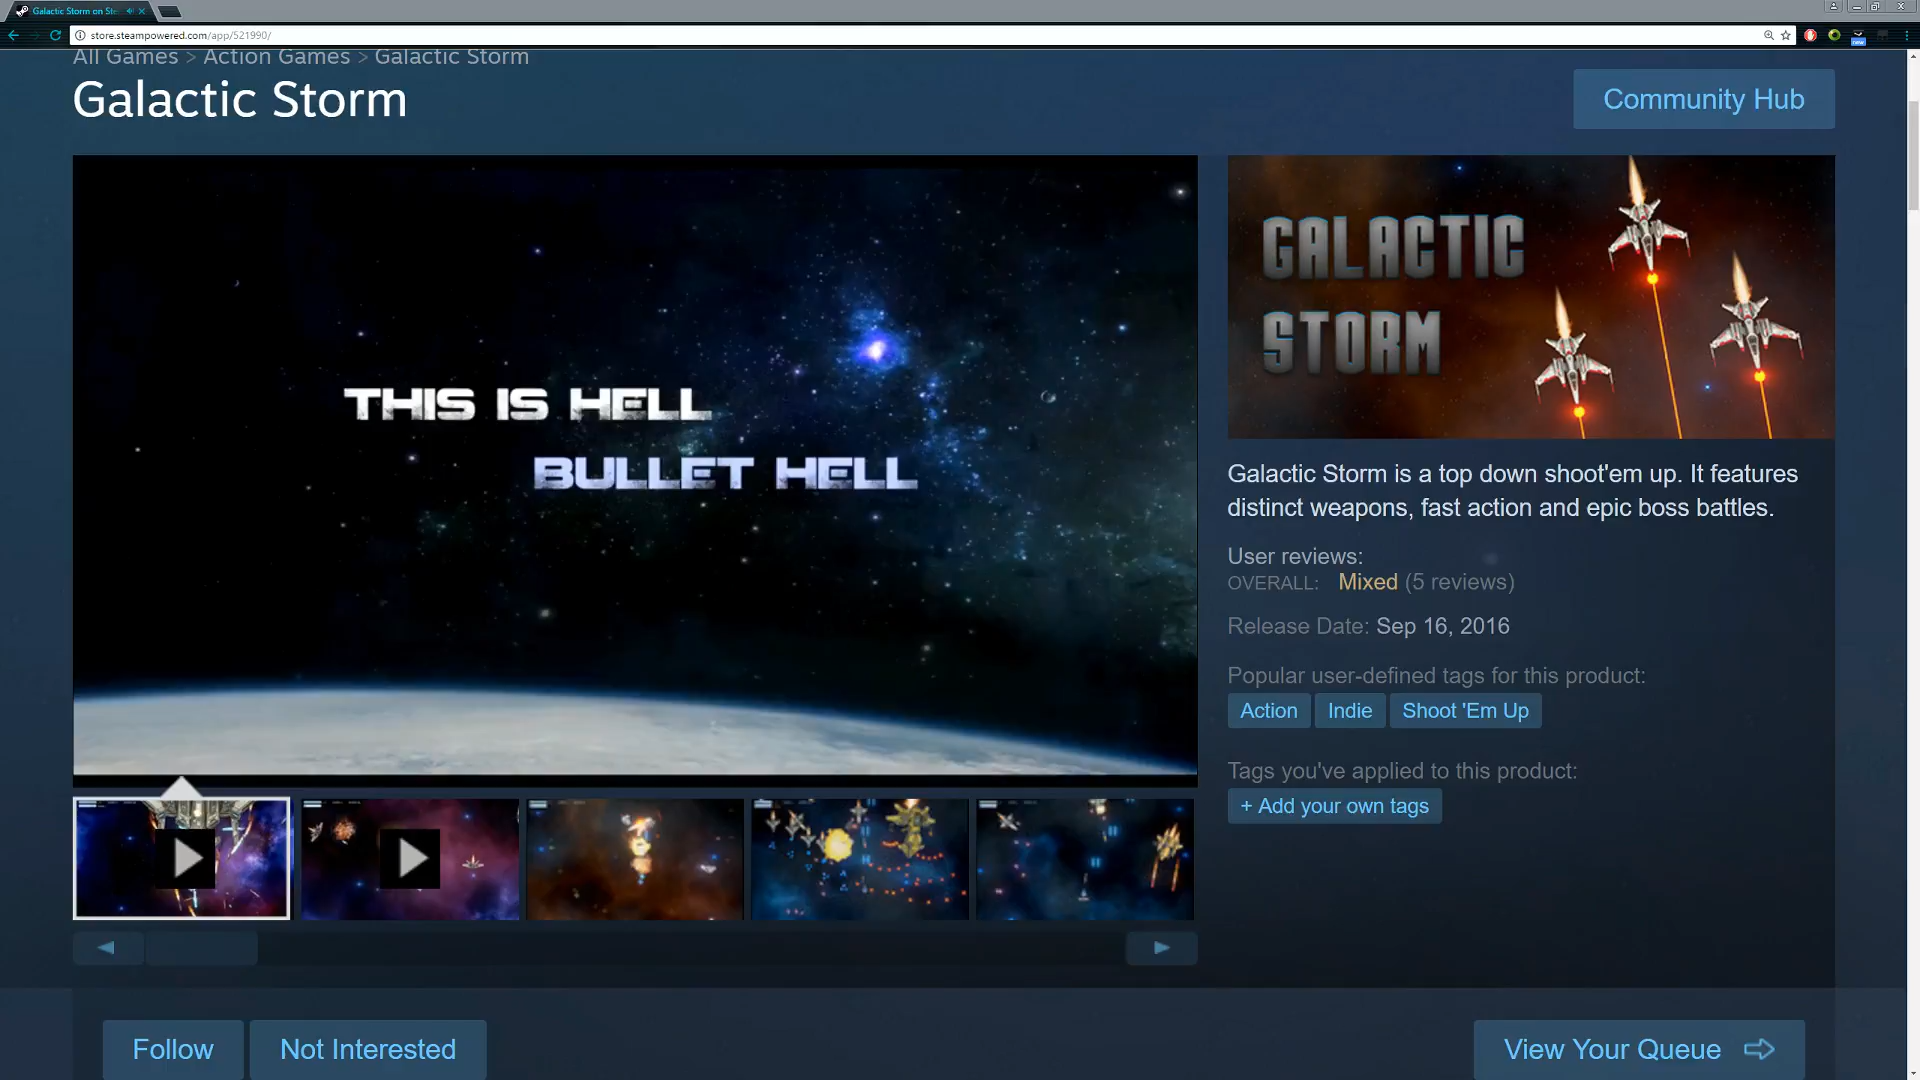 Galactic Storm on Ste
store.steampowered.com/app/521990/
All Games > Action Games > Galactic Storm
Galactic Storm
Community Hub
THIS IS HELL
BULLET HELL
GALACTIC
STORM
Galactic Storm is a top down shoot'em up. It features
distinct weapons, fast action and epic boss battles.
User reviews:
OVERALL: Mixed (5 reviews)
Release Date: Sep 16, 2016
Popular user-defined tags for this product:
Action Indie Shoot 'Em Up
Tags you've applied to this product:
+ Add your own tags
Follow Not Interested View Your Queue